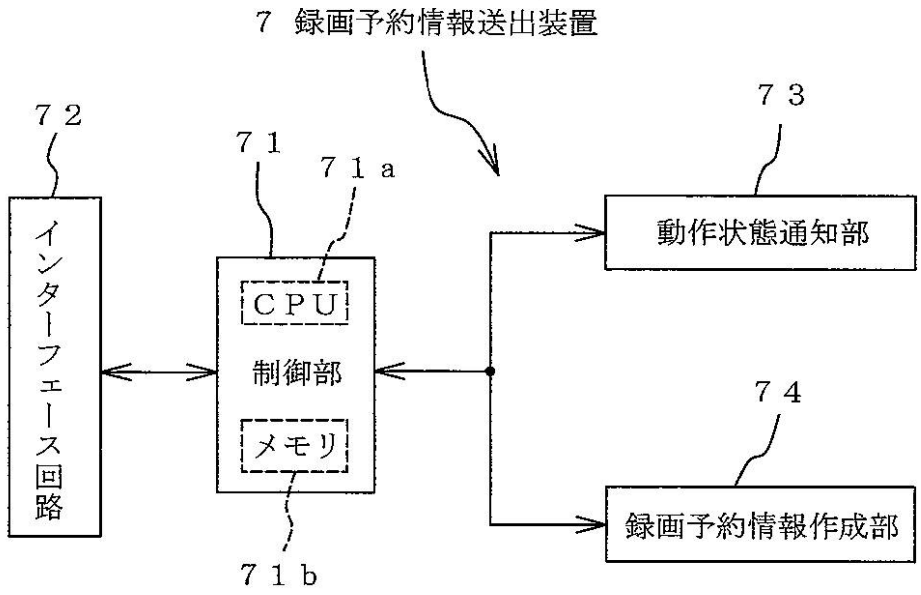 ７ 録画予約情報送出装置
７２
７１
７１ａ
７３
インターフェース回路
ＣＰＵ
制御部
メモリ
動作状態通知部
７４
録画予約情報作成部
７１ｂ